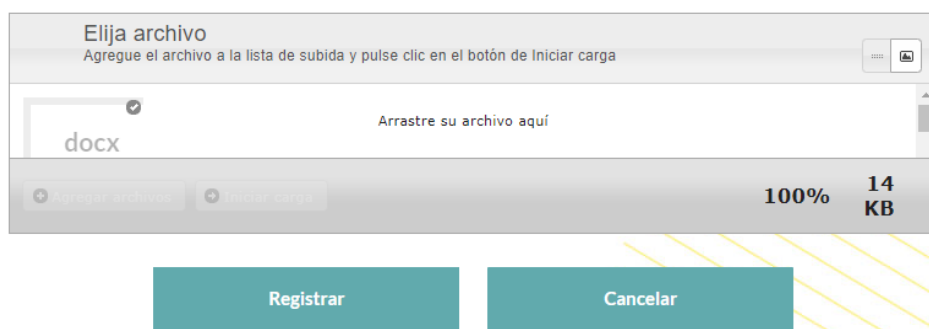 Elija archivo
Agregue el archivo a la lista de subida y pulse clic en el botón de Iniciar carga
Arrastre su archivo aquí
docx
Agregar archivos
Iniciar carga
100%
14
KB
Registrar
Cancelar